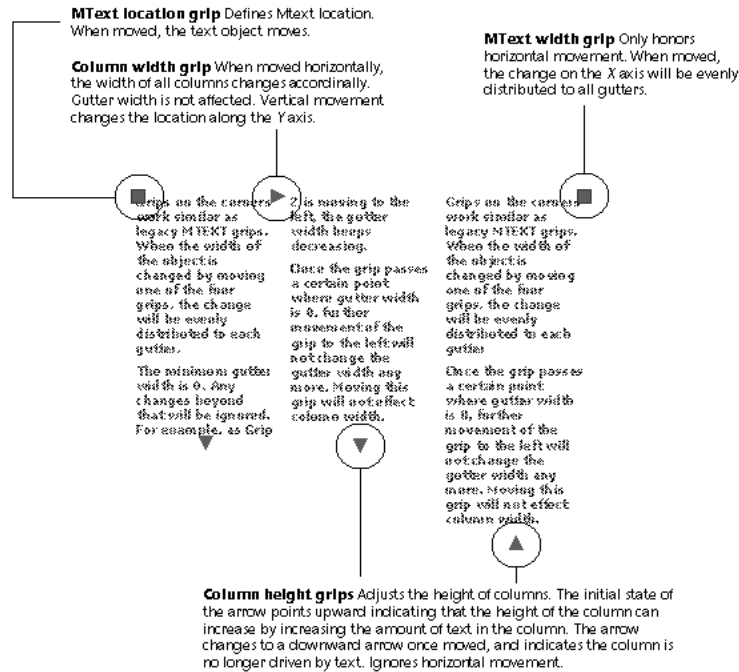 MText location grip Defines Mtext location.
When moved, the text object moves.
Column width grip When moved horizontally,
the width of all columns changes accordinally.
Gutter width is not affected. Vertical movement
changes the location along the Y axis.
MText width grip Only honors
horizontal movement. When moved,
the change on the X axis will be evenly
distributed to all gutters.
Grips on the corners
work similar as
legacy MTEXT grips.
When the width of
the object is
changed by moving
one of the four
grips, the change
will be evenly
distributed to each
gutter.
The minimum gutter
width is 0. Any
changes beyond
that will be ignored.
For example, as Grip
2 is moving to the
left, the gutter
width keeps
decreasing.
Once the grip passes
a certain point
where gutter width
is 0, further
movement of the
grip to the left will
not change the
gutter width any
more. Moving this
grip will not effect
column width.
Grips on the corners
work similar as
legacy MTEXT grips.
When the width of
the object is
changed by moving
one of the four
grips, the change
will be evenly
distributed to each
gutter
Once the grip passes
a certain point
where gutter width
is 0, further
movement of the
grip to the left will
not change the
gutter width any
more. Moving this
grip will not effect
column width.
Column height grips Adjusts the height of columns. The initial state of
the arrow points upward indicating that the height of the column can
increase by increasing the amount of text in the column. The arrow
changes to a downward arrow once moved, and indicates the column is
no longer driven by text. Ignores horizontal movement.